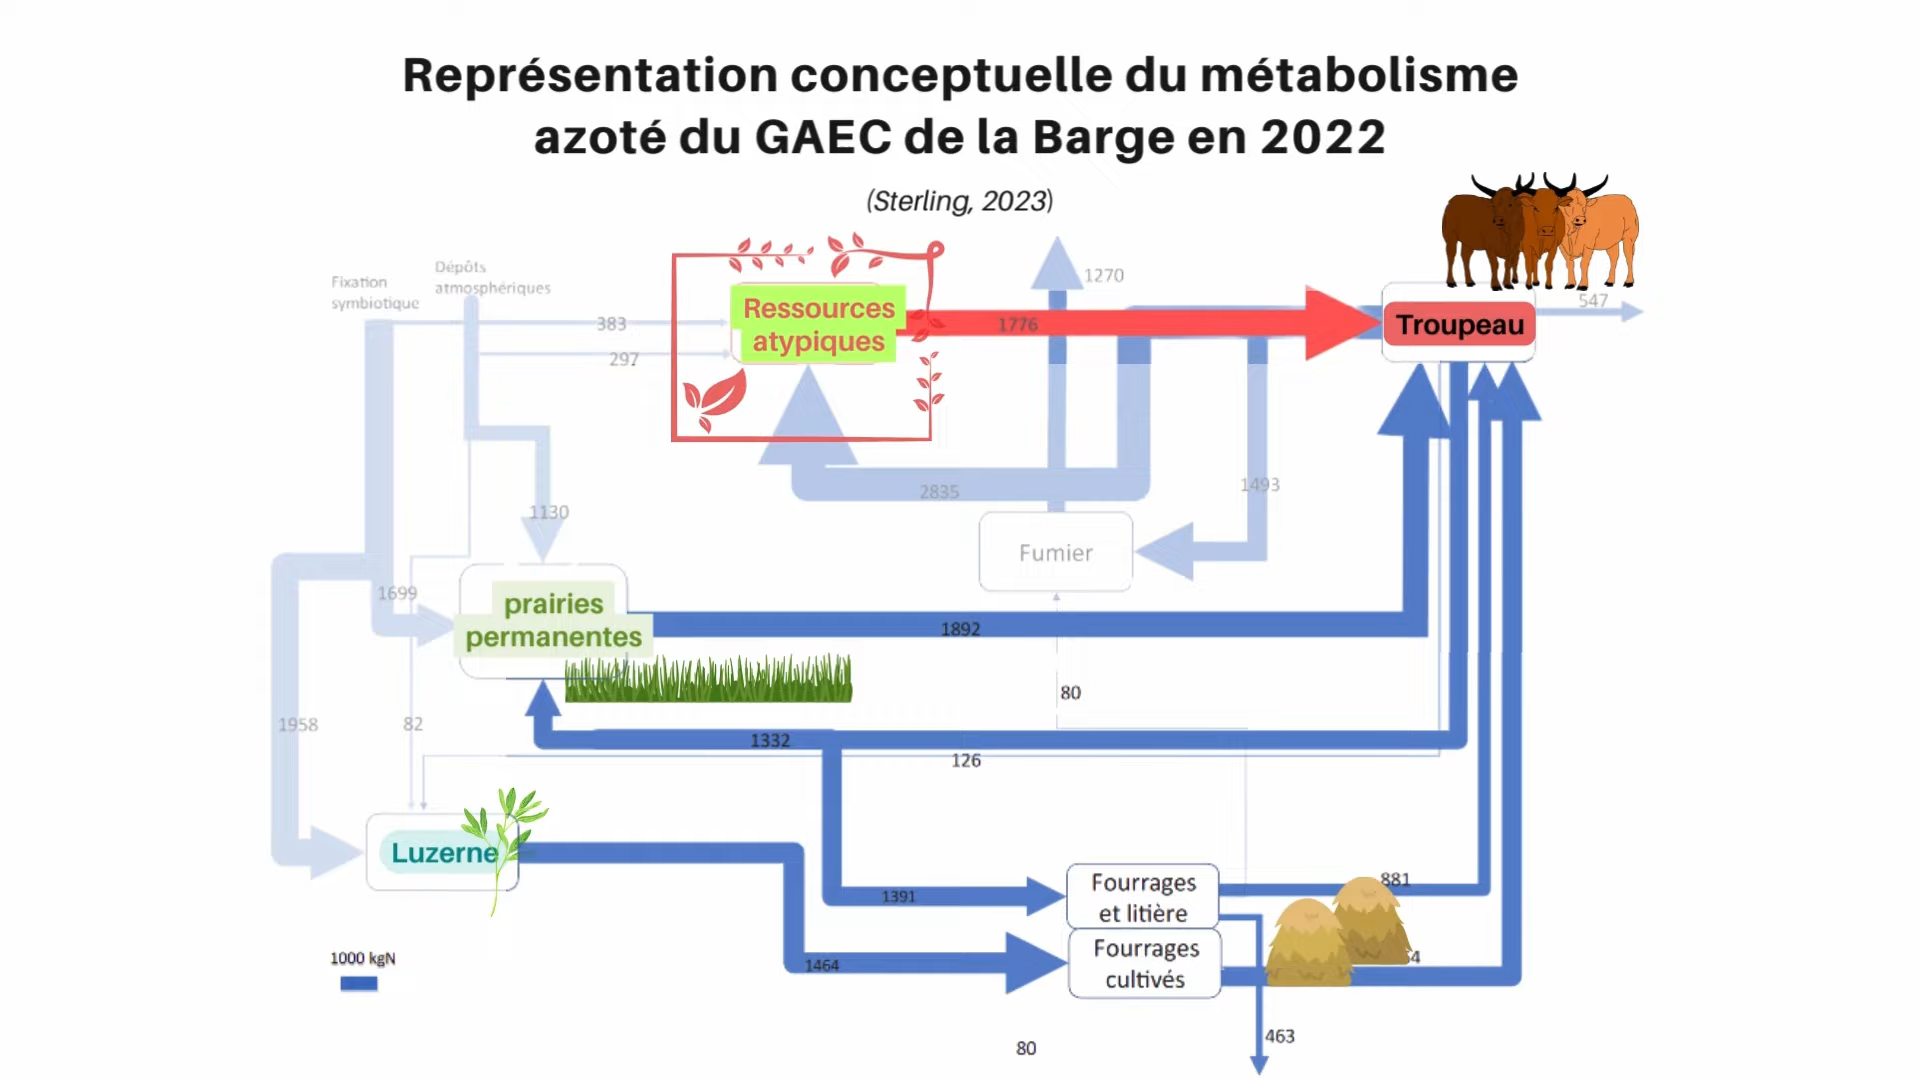 Représentation conceptuelle du métabolisme
azoté du GAEC de la Barge en 2022
(Sterling, 2023)
Fixation
symbiotique
Dépôts
atmosphériques
383
297
Ressources
atypiques
1776
1270
Troupeau
547
2835
1493
1130
Fumier
1699
prairies
permanentes
1892
80
1958
82
1332
126
Luzerne
1391
Fourrages
et litière
881
1464
Fourrages
cultivés
1000 kgN
463
80